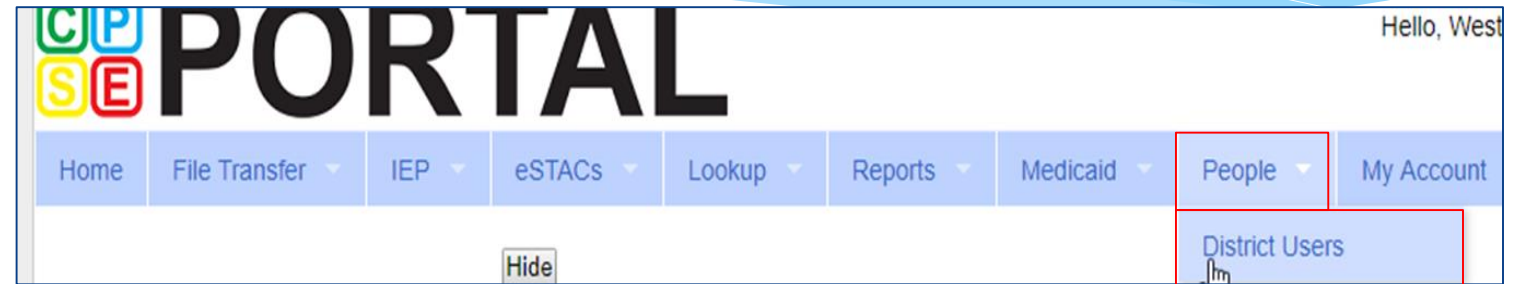 CP
SE
PORTAL
Hello, West
Home File Transfer IEP eSTACs Lookup Reports Medicaid People My Account
Hide
District Users